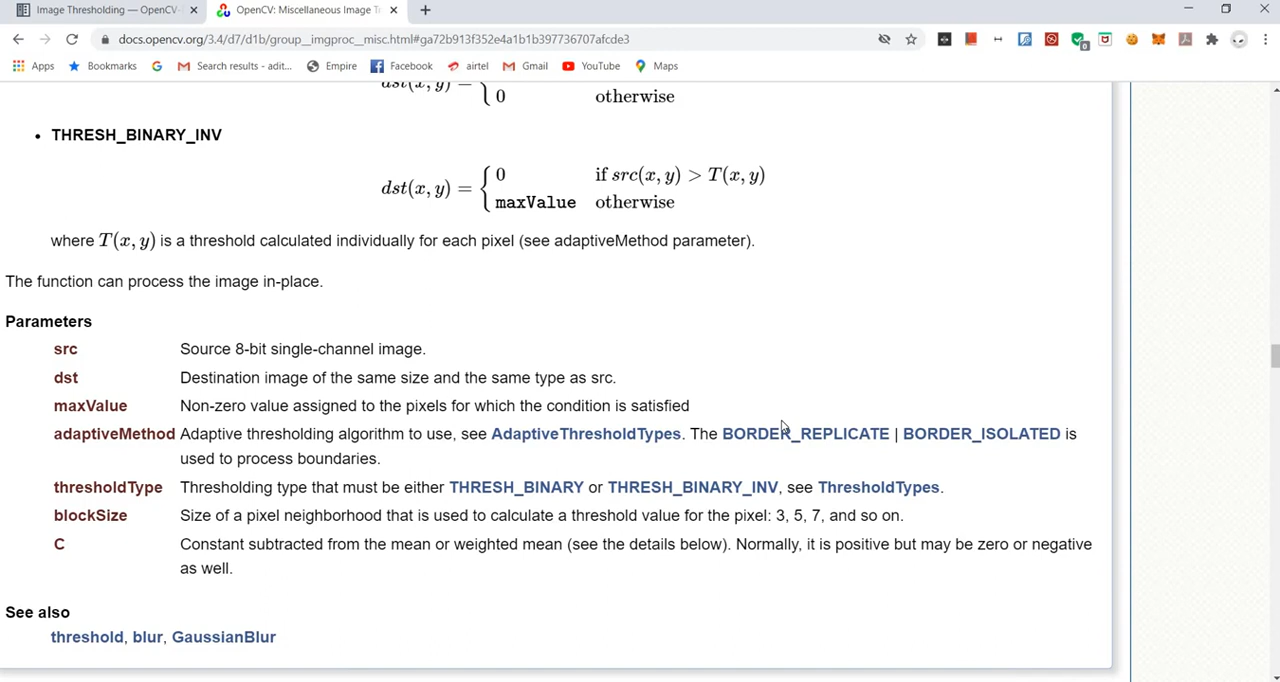 Image Thresholding — OpenCV-
OpenCV: Miscellaneous Image T
docs.opencv.org/3.4/d7/d1b/group__imgproc__misc.html#ga72b913f352e4a1b1b397736707afcde3
Apps Bookmarks Search results - adit... Empire Facebook airtel Gmail YouTube Maps
dst(x, y) = { 0 otherwise
• THRESH_BINARY_INV
dst(x, y) = { 0 if src(x, y) > T(x, y)
maxValue otherwise
where T(x, y) is a threshold calculated individually for each pixel (see adaptiveMethod parameter).
The function can process the image in-place.
Parameters
src Source 8-bit single-channel image.
dst Destination image of the same size and the same type as src.
maxValue Non-zero value assigned to the pixels for which the condition is satisfied
adaptiveMethod Adaptive thresholding algorithm to use, see AdaptiveThresholdTypes. The BORDER_REPLICATE | BORDER_ISOLATED is
used to process boundaries.
thresholdType Thresholding type that must be either THRESH_BINARY or THRESH_BINARY_INV, see ThresholdTypes.
blockSize Size of a pixel neighborhood that is used to calculate a threshold value for the pixel: 3, 5, 7, and so on.
C Constant subtracted from the mean or weighted mean (see the details below). Normally, it is positive but may be zero or negative
as well.
See also
threshold, blur, GaussianBlur